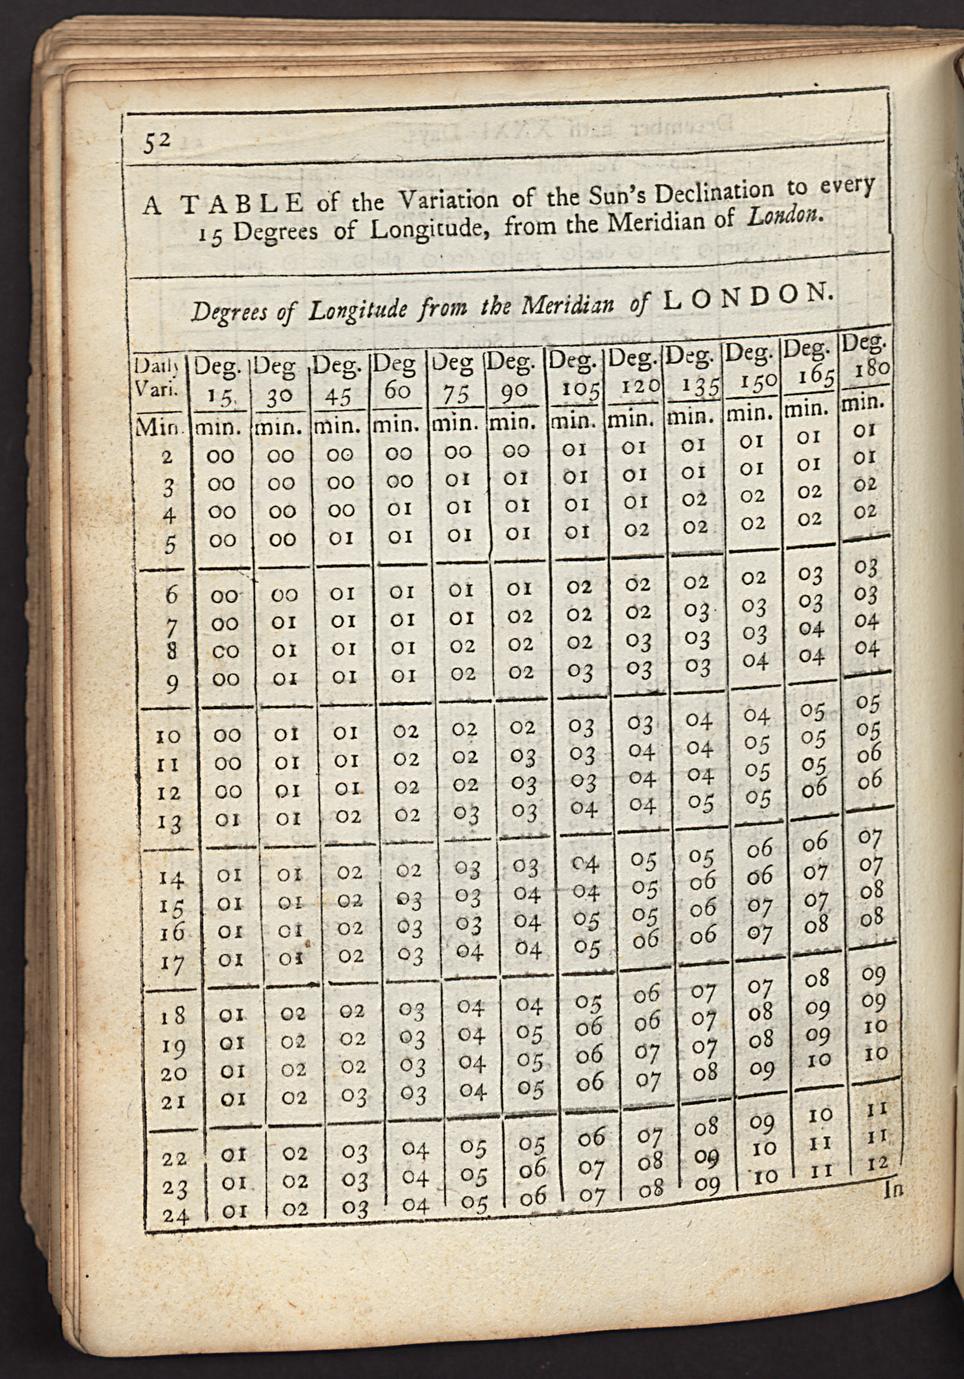 52
A TABLE of the Variation of the Sun's Declination to every
15 Degrees of Longitude, from the Meridian of London.
Degrees of Longitude from the Meridian of LONDON.
Daily Deg. Deg Deg. Deg Deg Deg. Deg. Deg. Deg. Deg. Deg. Deg.
Vari. 15. 30 45 60 75 90 105 120 135 150 165 180
Min. min. min. min. min. min. min. min. min. min. min. min. min.
2 00 00 00 00 00 00 01 01 01 01 01 01
3 00 00 00 00 01 01 01 01 01 01 01 01
4 00 00 00 01 01 01 01 01 02 02 02 02
5 00 00 01 01 01 01 01 02 02 02 02 02
6 00 00 01 01 01 01 02 02 02 02 03 03
7 00 01 01 01 01 02 02 02 03 03 03 03
8 00 01 01 01 02 02 02 03 03 03 04 04
9 00 01 01 01 02 02 03 03 03 04 04 04
10 00 01 01 02 02 02 03 03 04 04 05 05
11 00 01 01 02 02 03 03 04 04 05 05 05
12 00 01 01 02 02 03 03 04 04 05 05 06
13 01 01 02 02 03 03 04 04 05 05 06 06
14 01 01 02 02 03 03 04 05 05 06 06 07
15 01 01 02 03 03 04 04 05 06 06 07 07
16 01 01 02 03 03 04 05 05 06 07 07 08
17 01 01 02 03 04 04 05 06 06 07 08 08
18 01 02 02 03 04 04 05 06 07 07 08 09
19 01 02 02 03 04 05 06 06 07 08 09 09
20 01 02 02 03 04 05 06 07 07 08 09 10
21 01 02 03 03 04 05 06 07 08 09 10 10
22 01 02 03 04 05 05 06 07 08 09 10 11
23 01 02 03 04 05 06 07 08 09 10 11 11
24 01 02 03 04 05 06 07 08 09 10 11 12
In